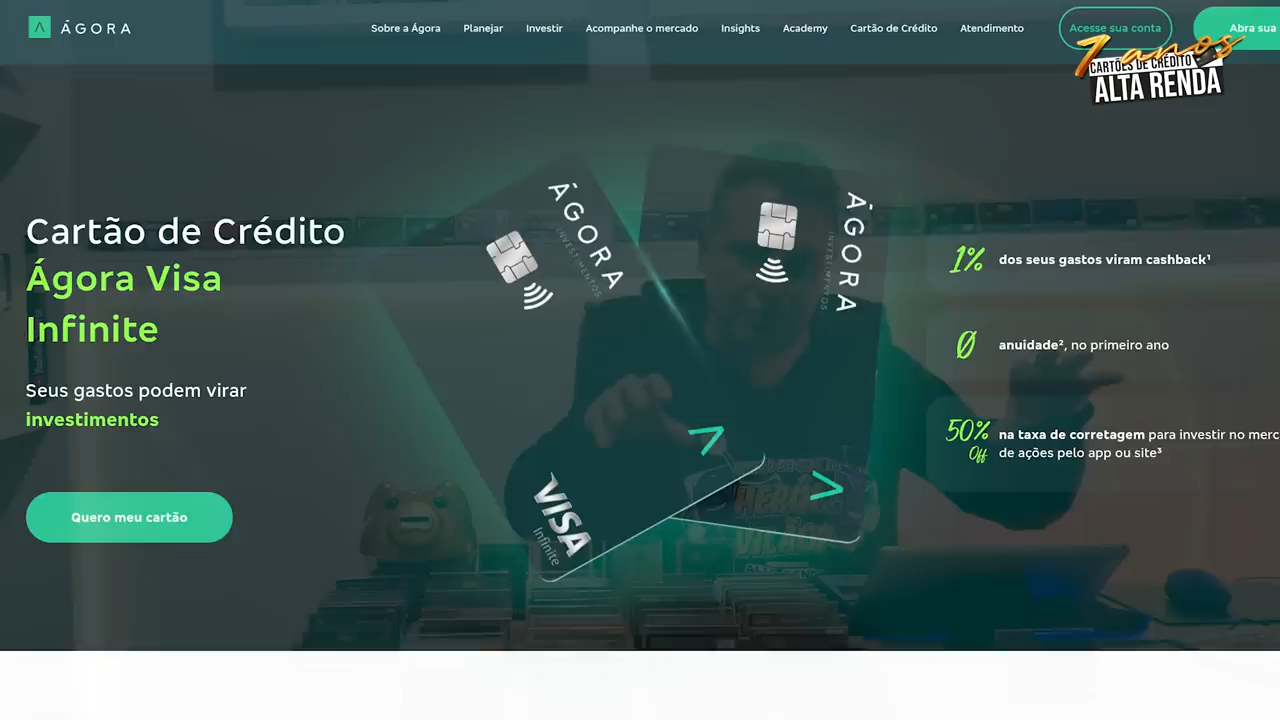 ÁGORA
Sobre a Ágora
Planejar
Investir
Acompanhe o mercado
Insights
Academy
Cartão de Crédito
Atendimento
Acesse sua conta
Abra sua
7 anos
CARTÕES DE CRÉDITO
ALTA RENDA
Cartão de Crédito
Ágora Visa
Infinite
Seus gastos podem virar
investimentos
Quero meu cartão
ÁGORA
INVESTIMENTOS
VISA
Infinite
ÁGORA
INVESTIMENTOS
1% dos seus gastos viram cashback¹
0 anuidade², no primeiro ano
50% na taxa de corretagem para investir no merc
Off de ações pelo app ou site³
HERÓI
ALTA REND